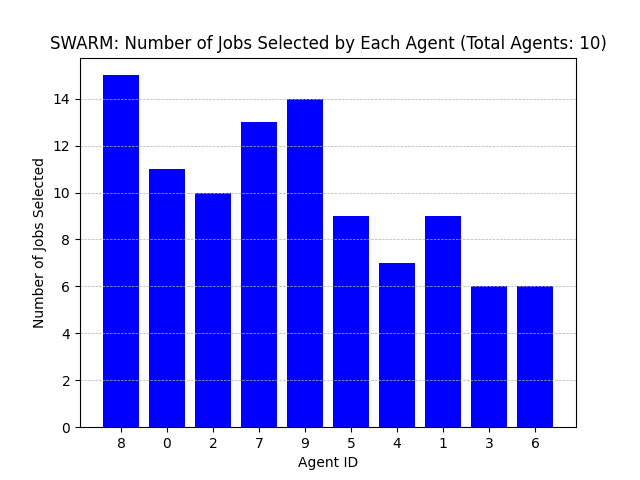 SWARM: Number of Jobs Selected by Each Agent (Total Agents: 10)
Number of Jobs Selected
14
12
10
8
6
4
2
0
8 0 2 7 9 5 4 1 3 6
Agent ID